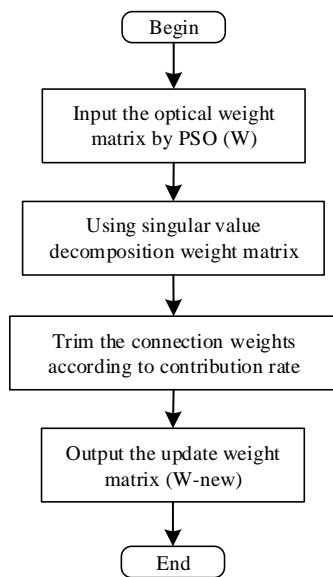 Begin
Input the optical weight
matrix by PSO (W)
Using singular value
decomposition weight matrix
Trim the connection weights
according to contribution rate
Output the update weight
matrix (W-new)
End